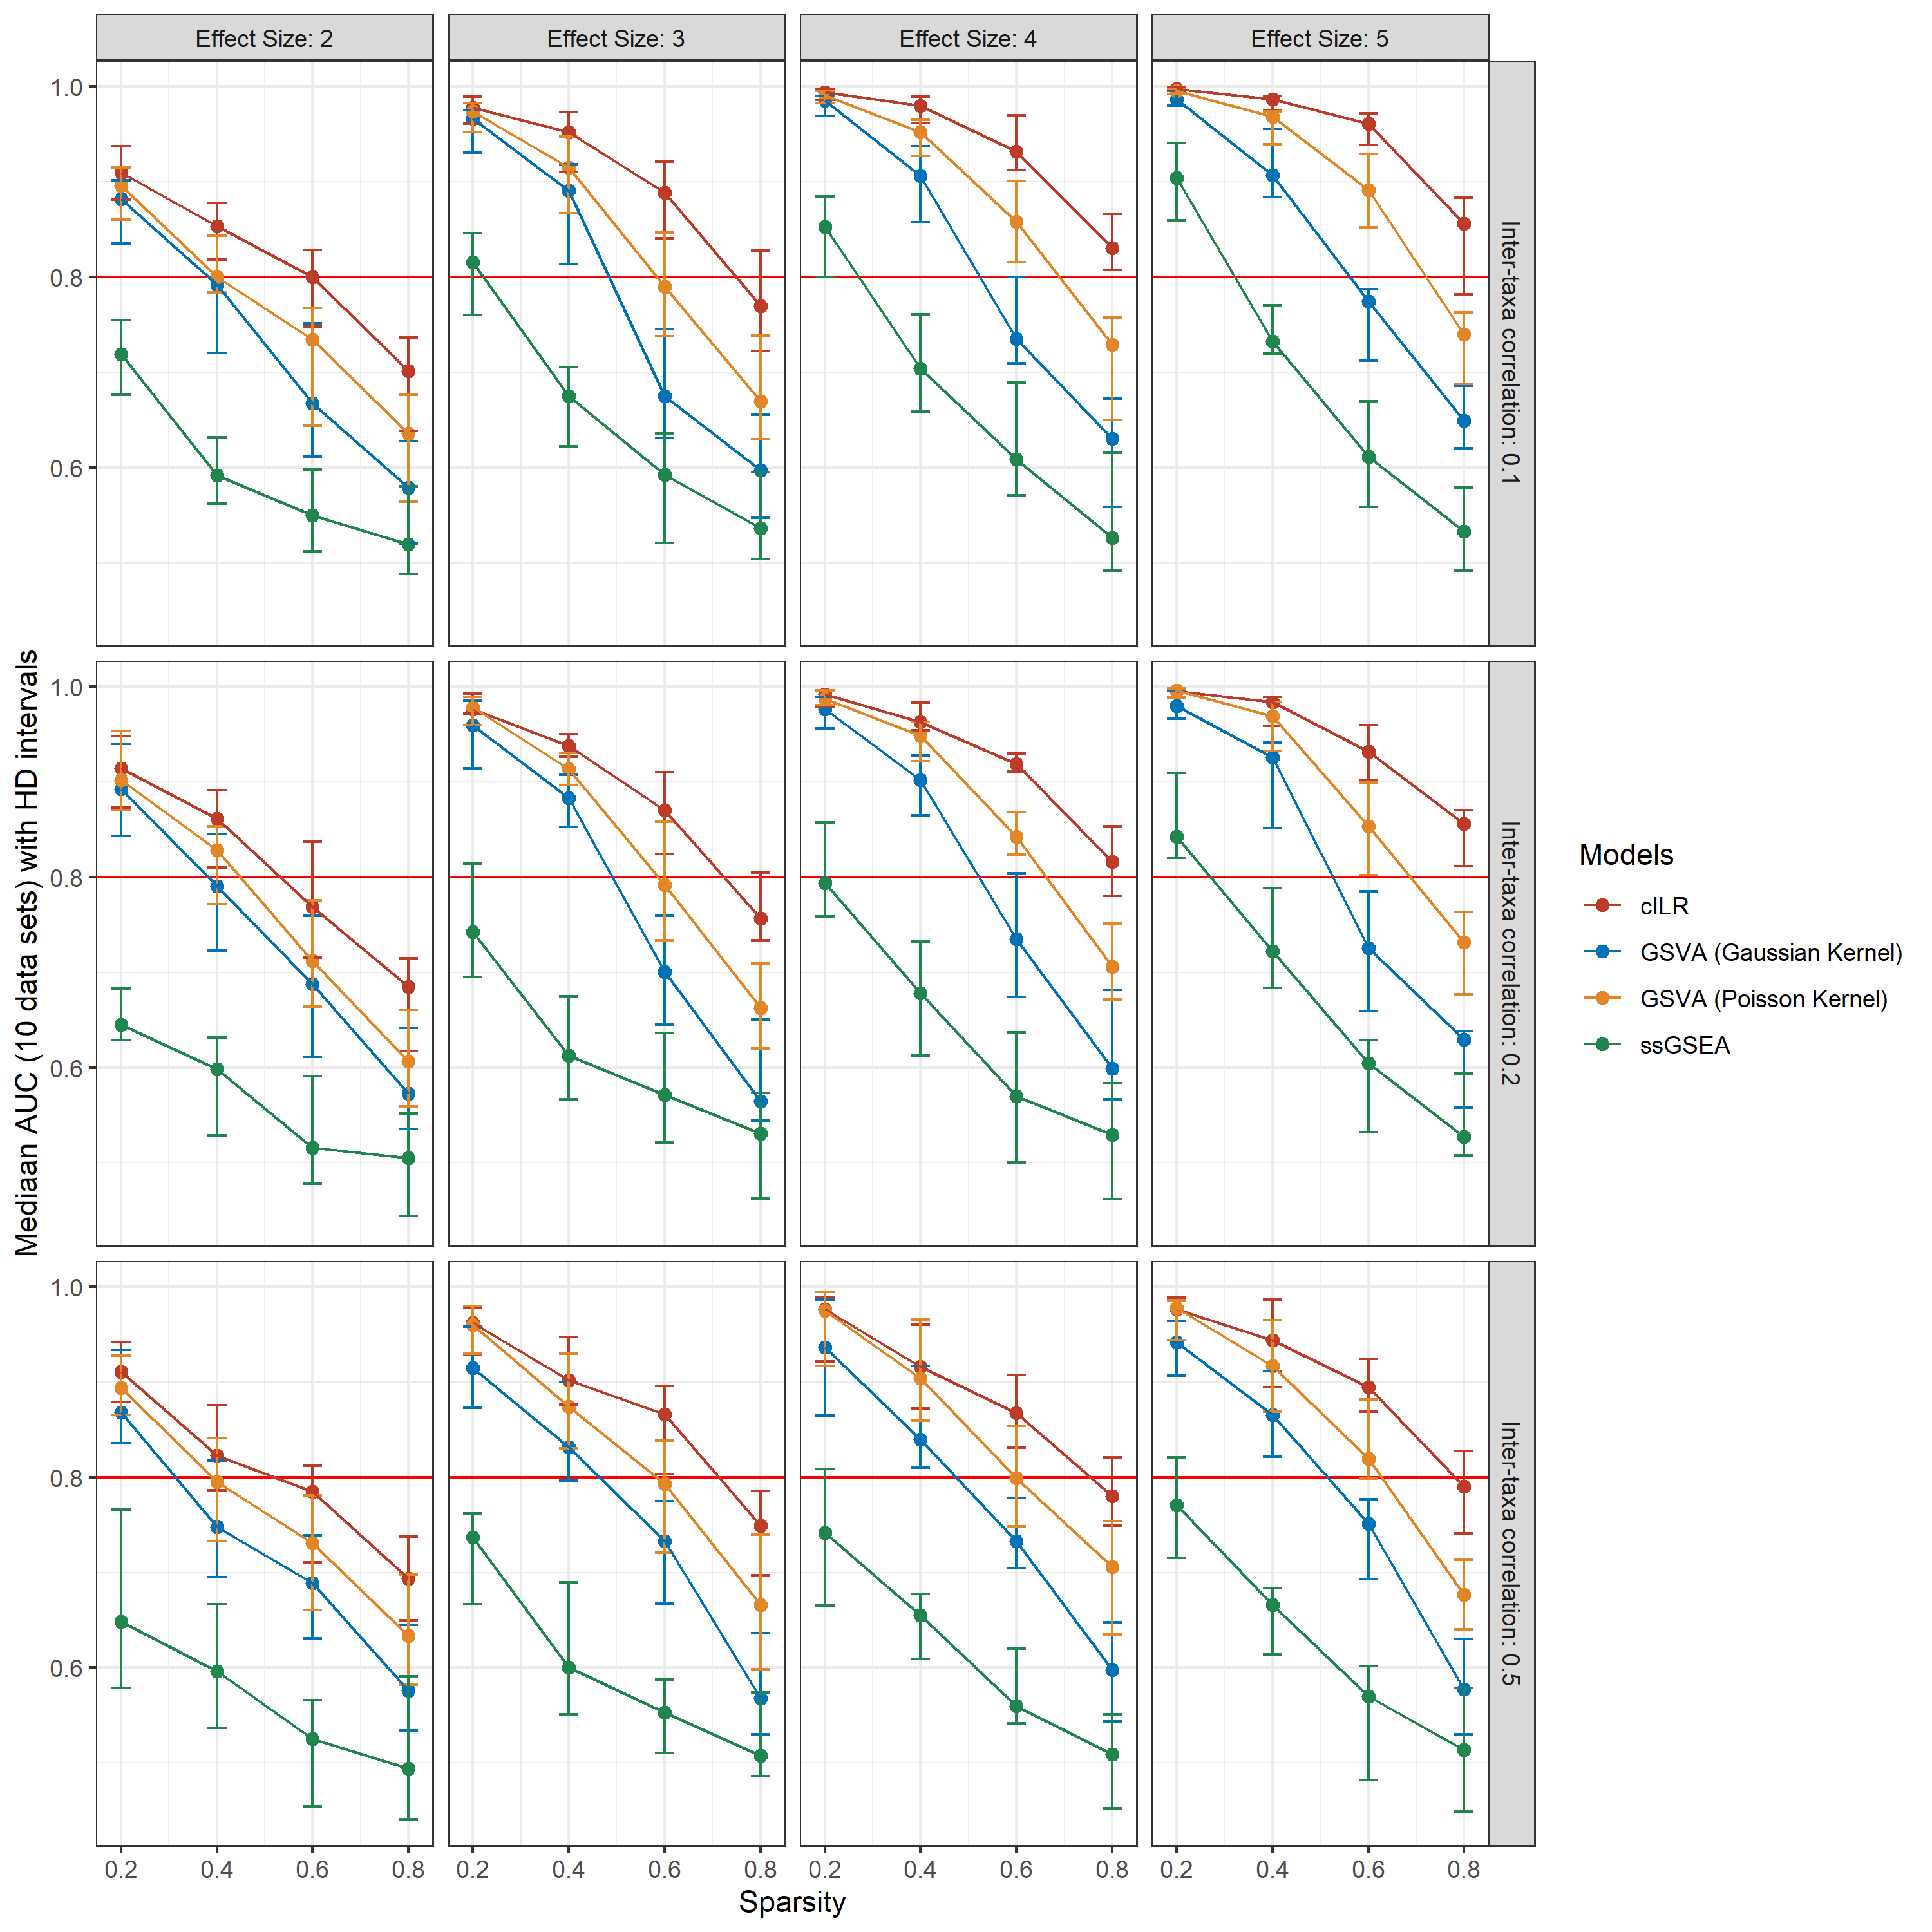 Effect Size: 2
Effect Size: 3
Effect Size: 4
Effect Size: 5
1.0
0.8
0.6
Inter-taxa correlation: 0.1
1.0
0.8
0.6
Inter-taxa correlation: 0.2
1.0
0.8
0.6
Inter-taxa correlation: 0.5
0.2
0.4
0.6
0.8
0.2
0.4
0.6
0.8
0.2
0.4
0.6
0.8
0.2
0.4
0.6
0.8
Sparsity
Mediaan AUC (10 data sets) with HD intervals
Models
cILR
GSVA (Gaussian Kernel)
GSVA (Poisson Kernel)
ssGSEA